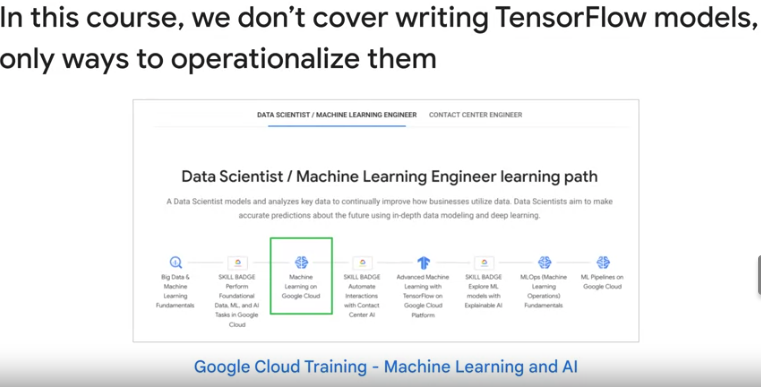 In this course, we don't cover writing TensorFlow models,
only ways to operationalize them
DATA SCIENTIST / MACHINE LEARNING ENGINEER CONTACT CENTER ENGINEER
Data Scientist / Machine Learning Engineer learning path
A Data Scientist models and analyzes key data to continually improve how businesses utilize data. Data Scientists aim to make
accurate predictions about the future using in-depth data modeling and deep learning.
Big Data &
Machine
Learning
Fundamentals
SKILL BADGE
Perform
Foundational
Data, ML, and AI
Tasks in Google
Cloud
Machine
Learning on
Google Cloud
SKILL BADGE
Automate
Interactions
with Contact
Center AI
Advanced Machine
Learning with
TensorFlow on
Google Cloud
Platform
SKILL BADGE
Explore ML
models with
Explainable AI
MLOps (Machine
Learning
Operations)
Fundamentals
ML Pipelines on
Google Cloud
Google Cloud Training - Machine Learning and AI